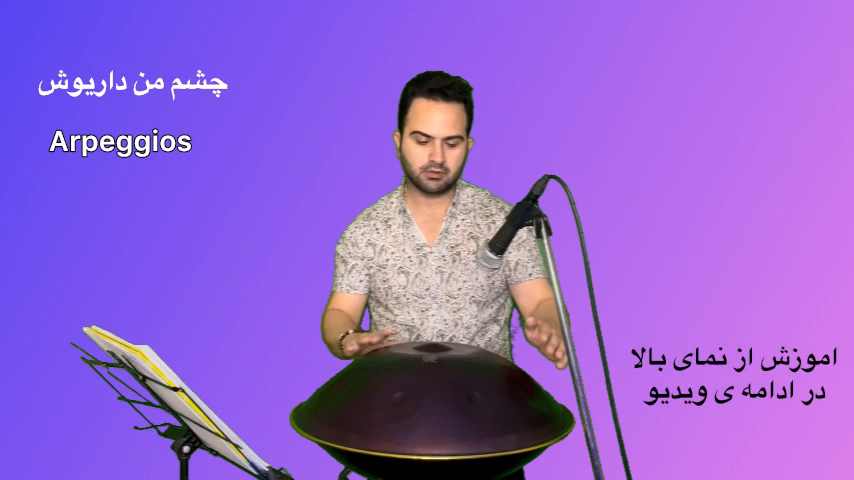 چشم من داریوش
Arpeggios
اموزش از نمای بالا
در ادامه ی ویدیو